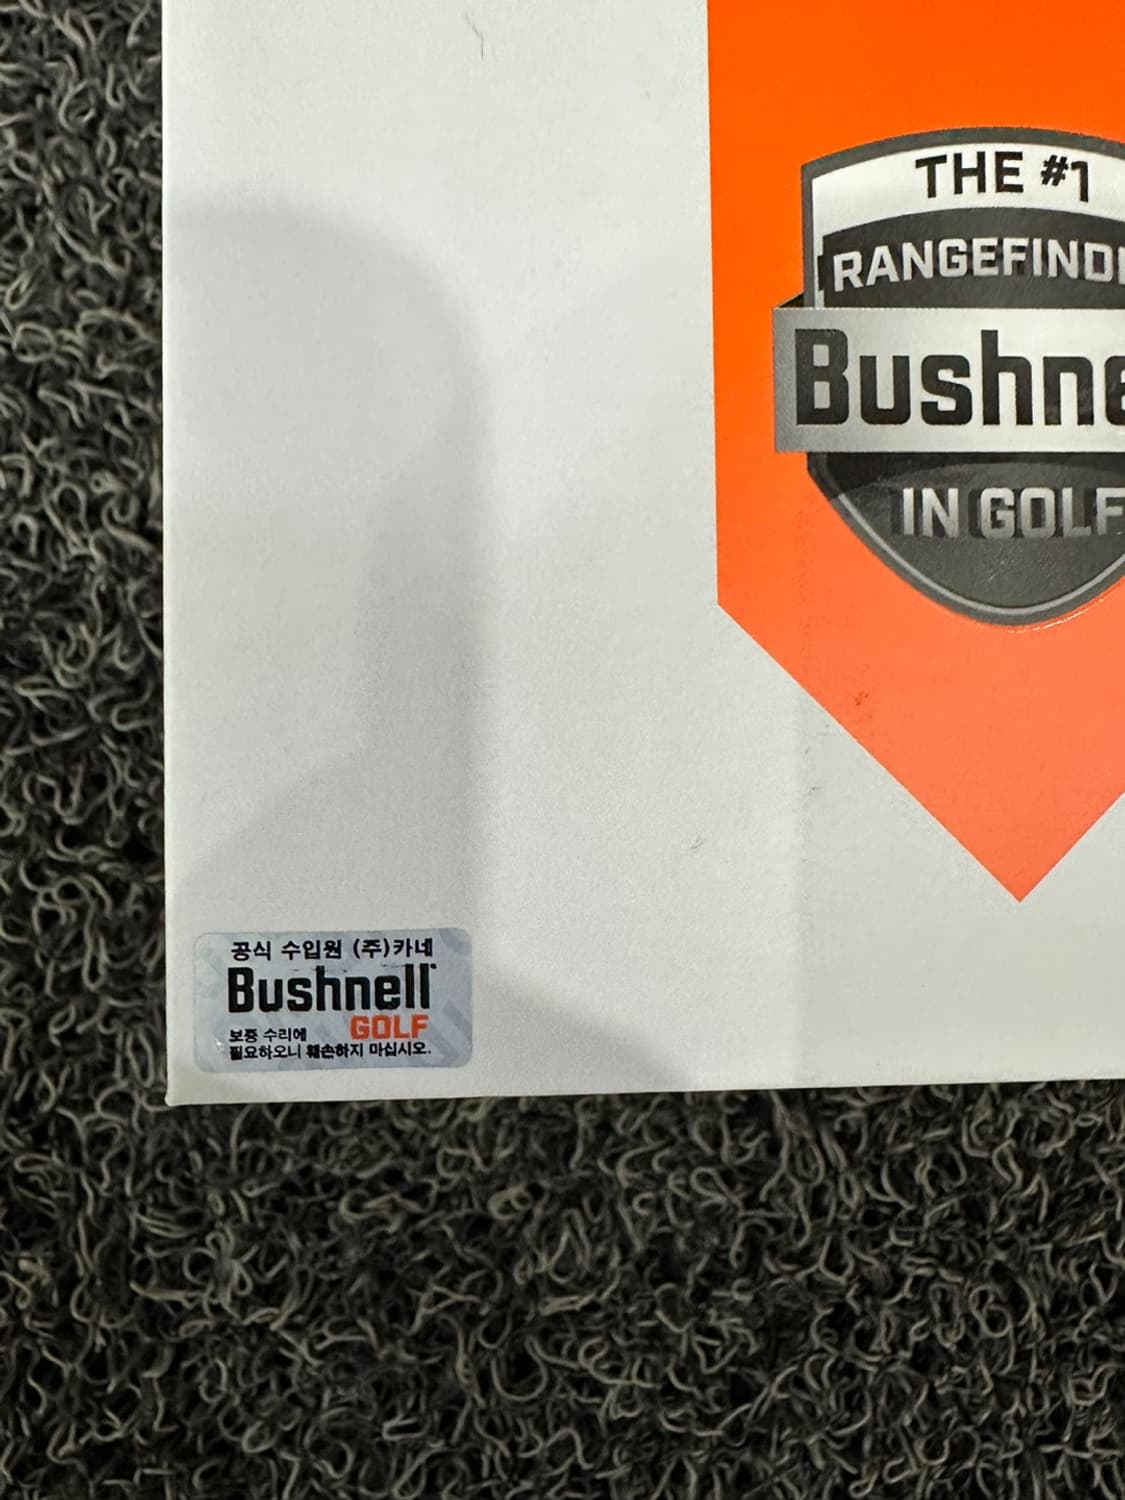 THE #1
RANGEFINDE
Bushne
IN GOLF
공식 수입원 (주)카네
Bushnell
GOLF
보증 수리에
필요하오니 훼손하지 마십시오.